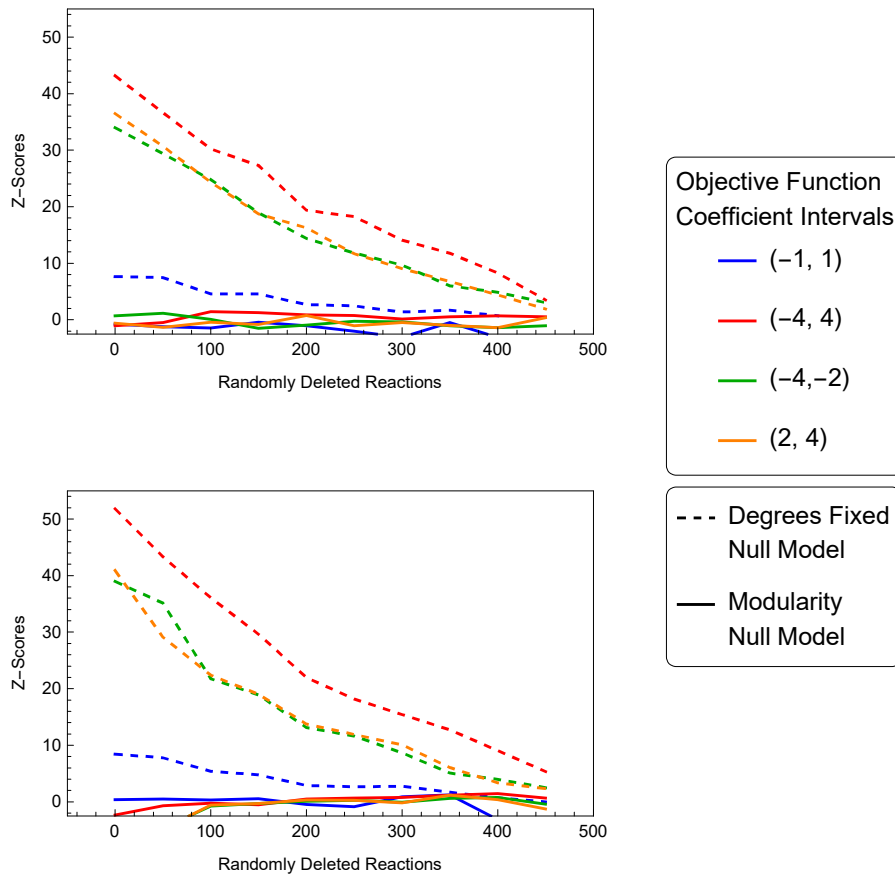 50
40
30
20
10
0
Z−Scores
0 100 200 300 400 500
Randomly Deleted Reactions
Objective Function
Coefficient Intervals
(−1, 1)
(−4, 4)
(−4,−2)
(2, 4)
Degrees Fixed
Null Model
Modularity
Null Model
50
40
30
20
10
0
Z−Scores
0 100 200 300 400 500
Randomly Deleted Reactions